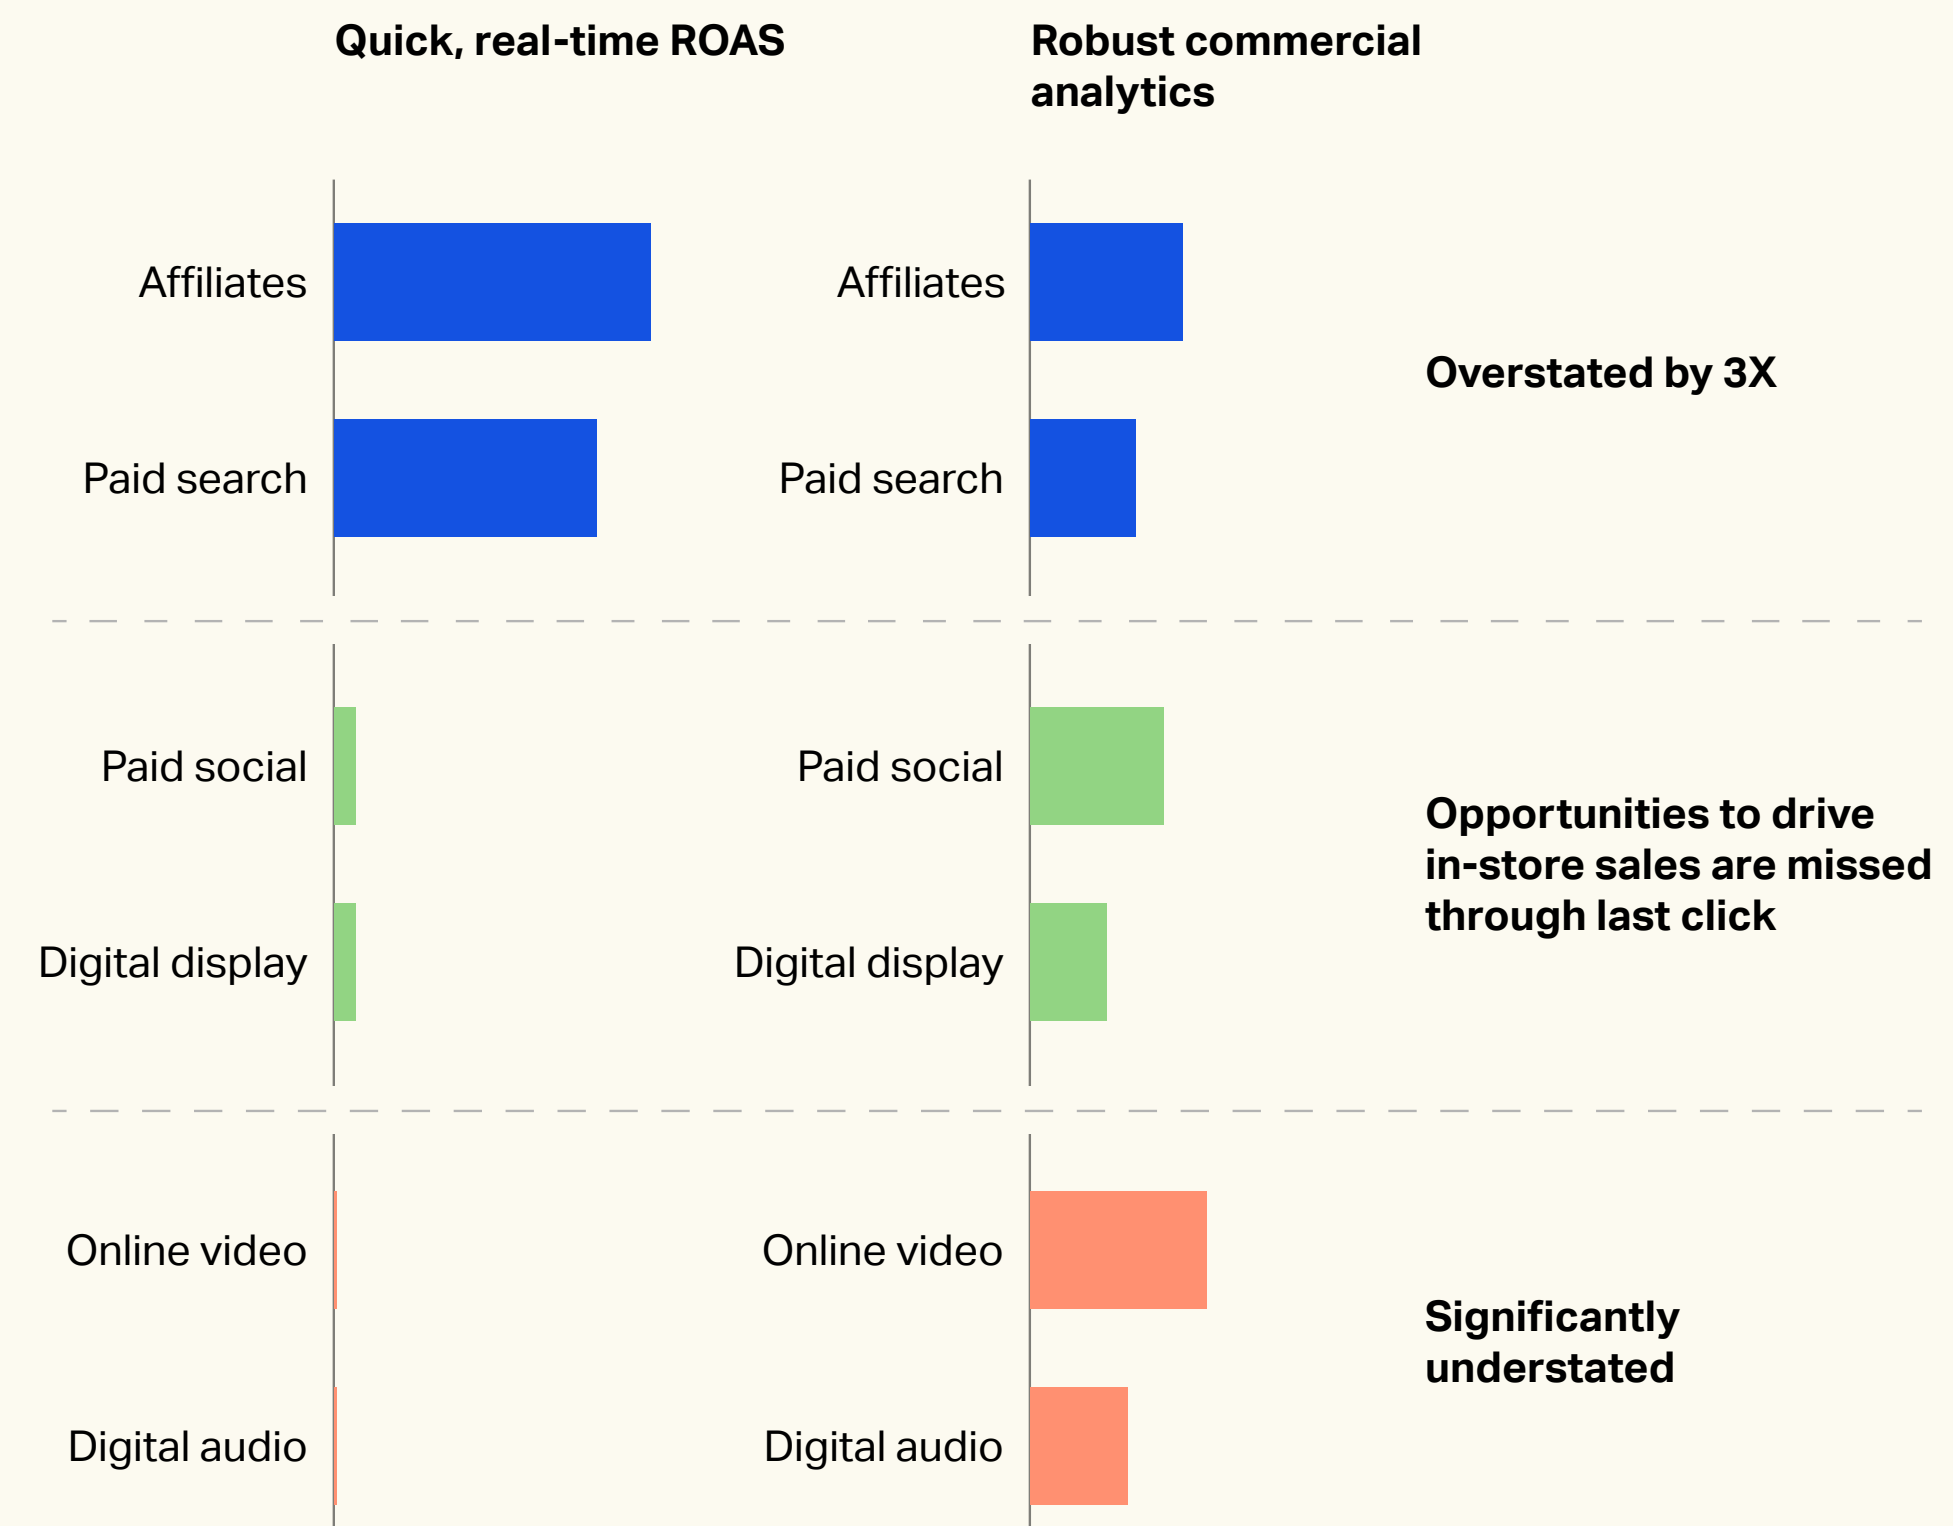 Quick, real-time ROAS
Robust commercial
analytics
Affiliates
Affiliates
Overstated by 3X
Paid search
Paid search
Paid social
Paid social
Opportunities to drive
in-store sales are missed
through last click
Digital display
Digital display
Online video
Online video
Significantly
understated
Digital audio
Digital audio